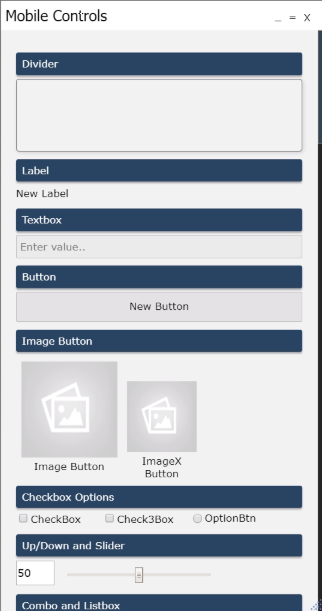 Mobile Controls
_ = X
Divider
Label
New Label
Textbox
Enter value..
Button
New Button
Image Button
Image Button
ImageX
Button
Checkbox Options
CheckBox Check3Box OptionBtn
Up/Down and Slider
50
Combo and Listbox